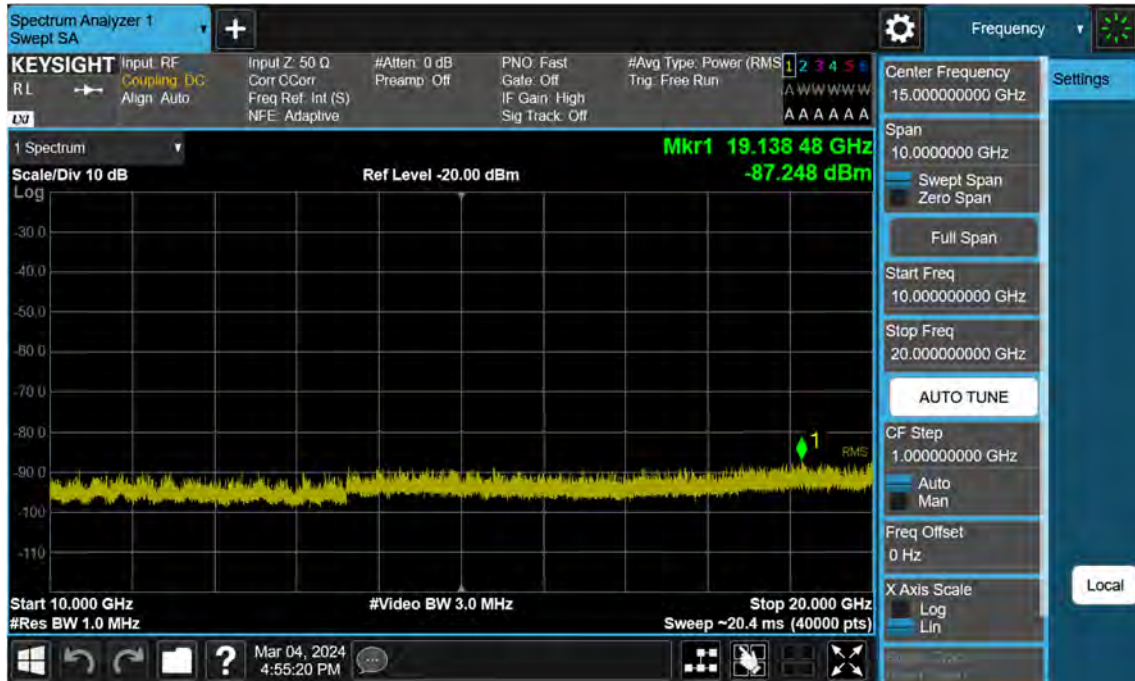 Spectrum Analyzer 1
Swept SA
+
Frequency
KEYSIGHT
R L
LXI
Input: RF
Coupling: DC
Align: Auto
Input Z: 50 Ω
Corr CCorr
Freq Ref: Int (S)
NFE: Adaptive
#Atten: 0 dB
Preamp: Off
PNO: Fast
Gate: Off
IF Gain: High
Sig Track: Off
#Avg Type: Power (RMS
Trig: Free Run
1 2 3 4 5 6
A W W W W W
A A A A A A
Center Frequency
15.000000000 GHz
Settings
1 Spectrum
Mkr1 19.138 48 GHz
-87.248 dBm
Scale/Div 10 dB
Ref Level -20.00 dBm
Log
-30.0
-40.0
-50.0
-60.0
-70.0
-80.0
-90.0
-100
-110
1
RMS
Start 10.000 GHz
#Video BW 3.0 MHz
Stop 20.000 GHz
#Res BW 1.0 MHz
Sweep ~20.4 ms (40000 pts)
Span
10.0000000 GHz
Swept Span
Zero Span
Full Span
Start Freq
10.000000000 GHz
Stop Freq
20.000000000 GHz
AUTO TUNE
CF Step
1.000000000 GHz
Auto
Man
Freq Offset
0 Hz
X Axis Scale
Log
Lin
Local
?
Mar 04, 2024
4:55:20 PM